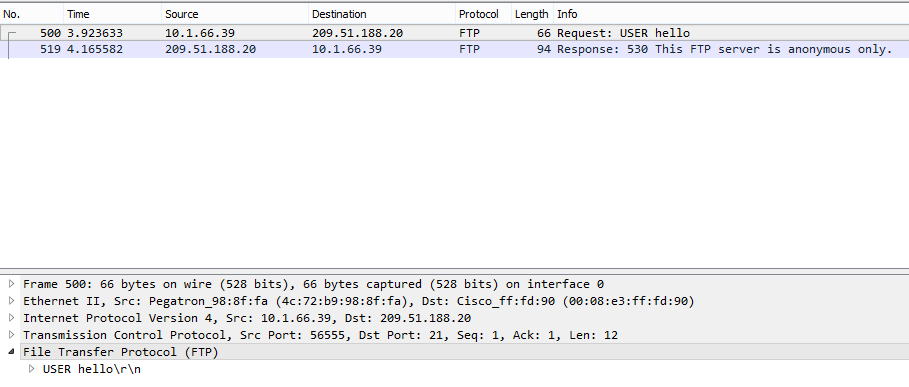 No. Time Source Destination Protocol Length Info
500 3.923633 10.1.66.39 209.51.188.20 FTP 66 Request: USER hello
519 4.165582 209.51.188.20 10.1.66.39 FTP 94 Response: 530 This FTP server is anonymous only.
Frame 500: 66 bytes on wire (528 bits), 66 bytes captured (528 bits) on interface 0
Ethernet II, Src: Pegatron_98:8f:fa (4c:72:b9:98:8f:fa), Dst: Cisco_ff:fd:90 (00:08:e3:ff:fd:90)
Internet Protocol Version 4, Src: 10.1.66.39, Dst: 209.51.188.20
Transmission Control Protocol, Src Port: 56555, Dst Port: 21, Seq: 1, Ack: 1, Len: 12
File Transfer Protocol (FTP)
USER hello\r\n